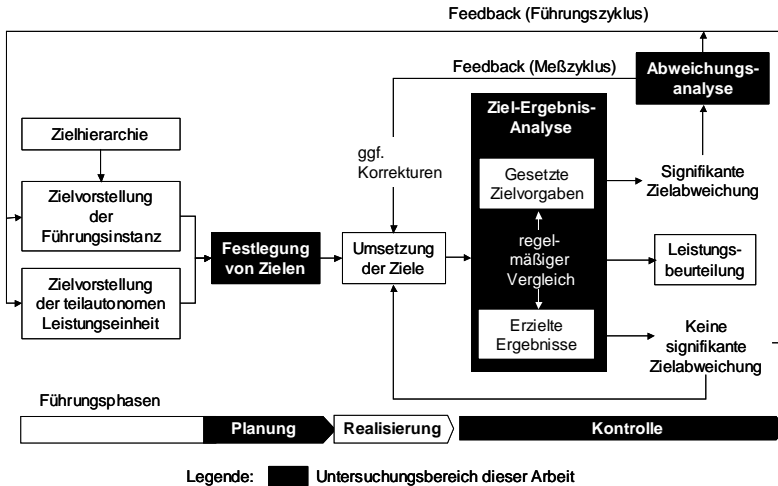 Feedback (Führungszyklus)
Feedback (Meßzyklus)
Abweichungs-
analyse
Zielhierarchie
ggf.
Korrekturen
Ziel-Ergebnis-
Analyse
Zielvorstellung
der
Führungsinstanz
Gesetzte
Zielvorgaben
Signifikante
Zielabweichung
Festlegung
von Zielen
Umsetzung
der Ziele
regel-
mäßiger
Vergleich
Leistungs-
beurteilung
Zielvorstellung
der teilautonomen
Leistungseinheit
Erzielte
Ergebnisse
Keine
signifikante
Zielabweichung
Führungsphasen
Planung
Realisierung
Kontrolle
Legende:
Untersuchungsbereich dieser Arbeit